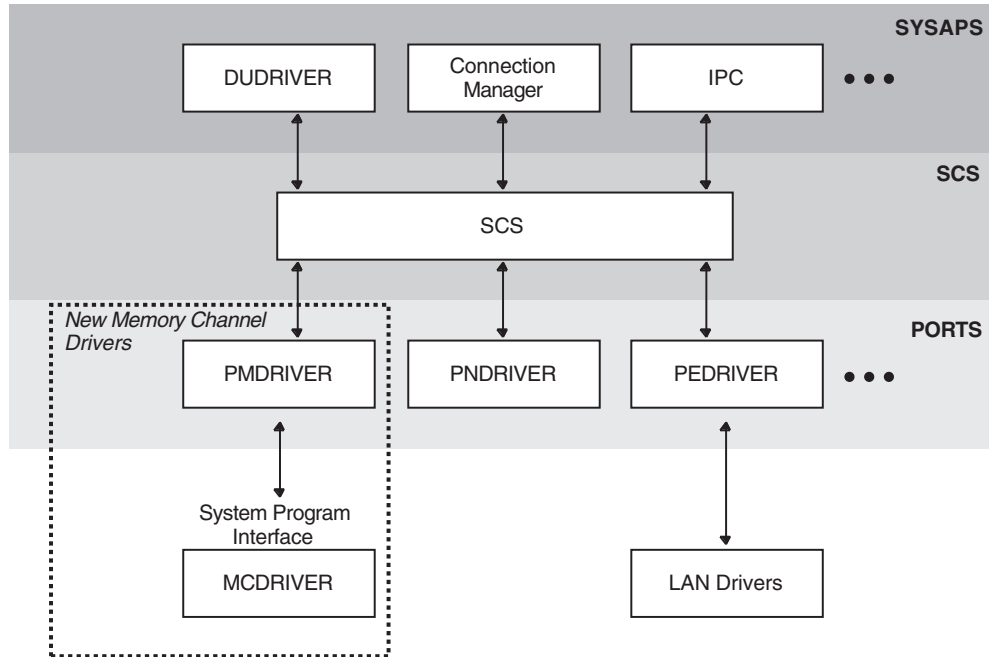 SYSAPS
DUDRIVER
Connection
Manager
IPC
SCS
SCS
New Memory Channel
Drivers
PORTS
PMDRIVER
PNDRIVER
PEDRIVER
System Program
Interface
MCDRIVER
LAN Drivers